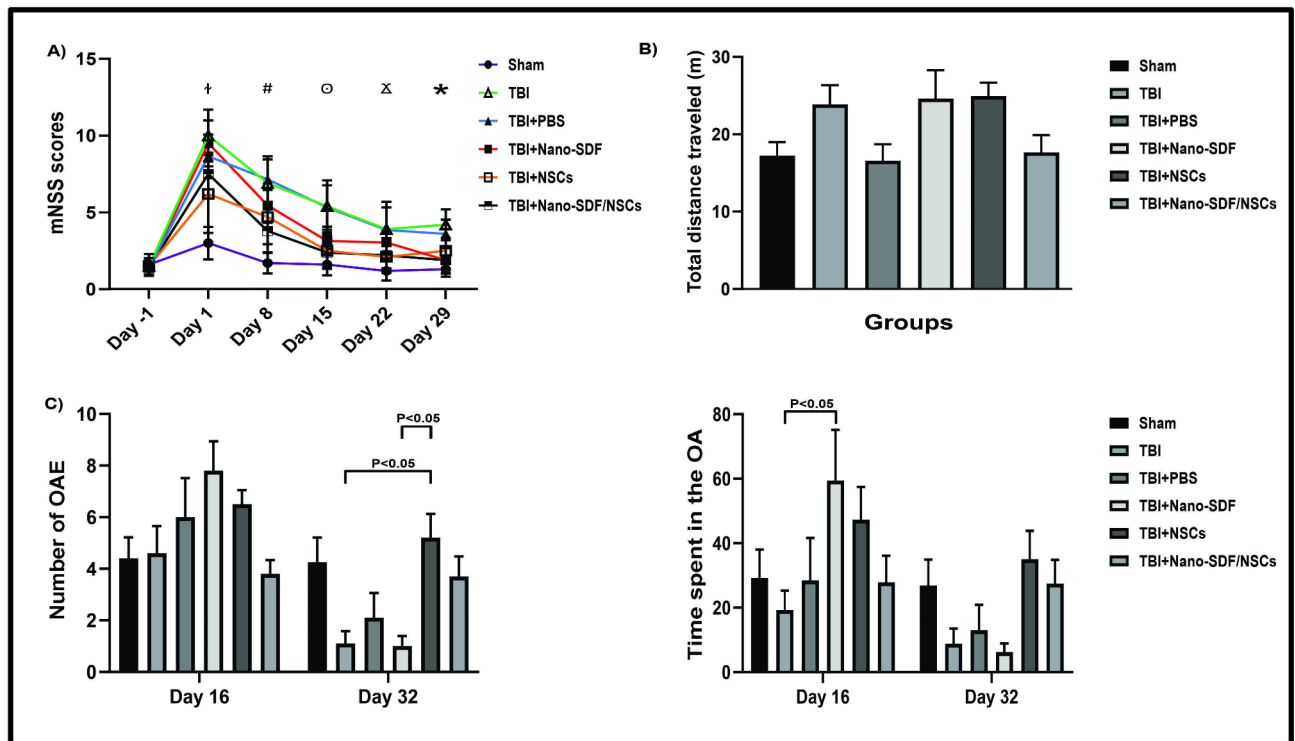 A)
mNSS scores
15
10
5
0
ɫ
#
ʘ
*
Day -1
Day 1
Day 8
Day 15
Day 22
Day 29
Sham
TBI
TBI+PBS
TBI+Nano-SDF
TBI+NSCs
TBI+Nano-SDF/NSCs
B)
Total distance traveled (m)
30
20
10
0
Groups
Sham
TBI
TBI+PBS
TBI+Nano-SDF
TBI+NSCs
TBI+Nano-SDF/NSCs
C)
Number of OAE
10
8
6
4
2
0
P<0.05
P<0.05
Day 16
Day 32
Time spent in the OA
80
60
40
20
0
P<0.05
Day 16
Day 32
Sham
TBI
TBI+PBS
TBI+Nano-SDF
TBI+NSCs
TBI+Nano-SDF/NSCs